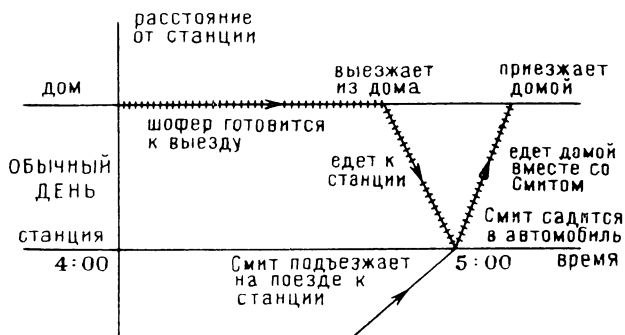 расстояние
от станции
выезжает
из дома
приезжает
домой
дом
шофер готовится
к выезду
едет к
станции
едет домой
вместе со
Смитом
ОБЫЧНЫЙ
ДЕНЬ
Смит садится
в автомобиль
станция
4:00
Смит подъезжает
на поезде к
станции
5:00
время